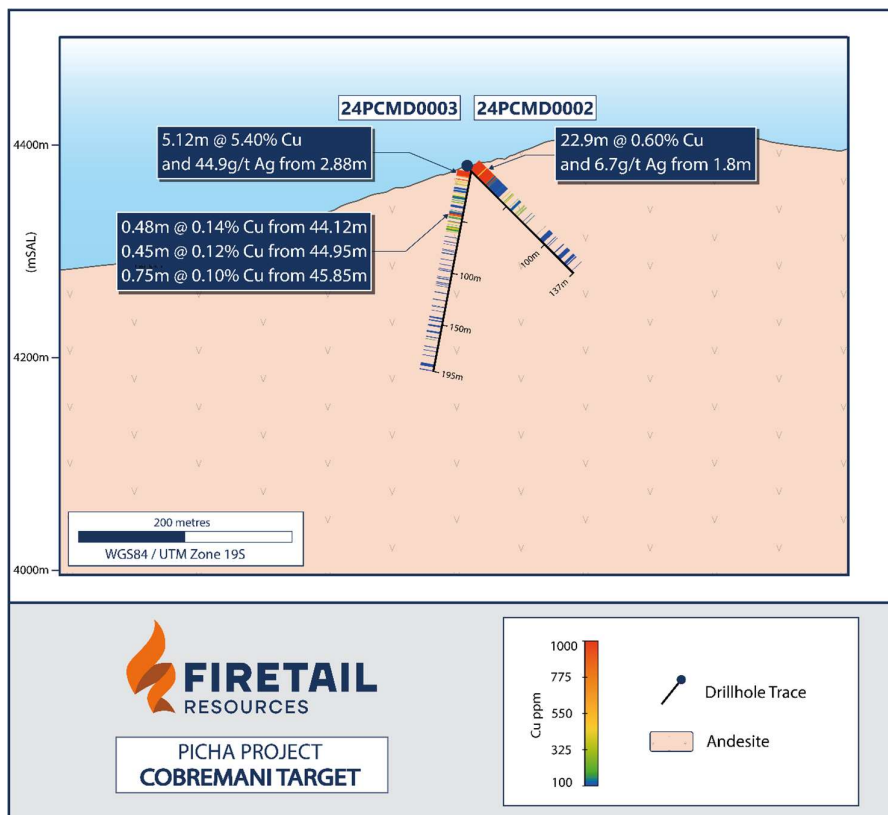 24PCMD0003
24PCMD0002
5.12m @ 5.40% Cu
and 44.9g/t Ag from 2.88m
22.9m @ 0.60% Cu
and 6.7g/t Ag from 1.8m
0.48m @ 0.14% Cu from 44.12m
0.45m @ 0.12% Cu from 44.95m
0.75m @ 0.10% Cu from 45.85m
4400m
(mSAL)
4200m
4000m
100m
150m
195m
100m
137m
200 metres
WGS84 / UTM Zone 19S
FIRETAIL
RESOURCES
PICHA PROJECT
COBREMANI TARGET
Cu ppm
1000
775
550
325
100
Drillhole Trace
Andesite